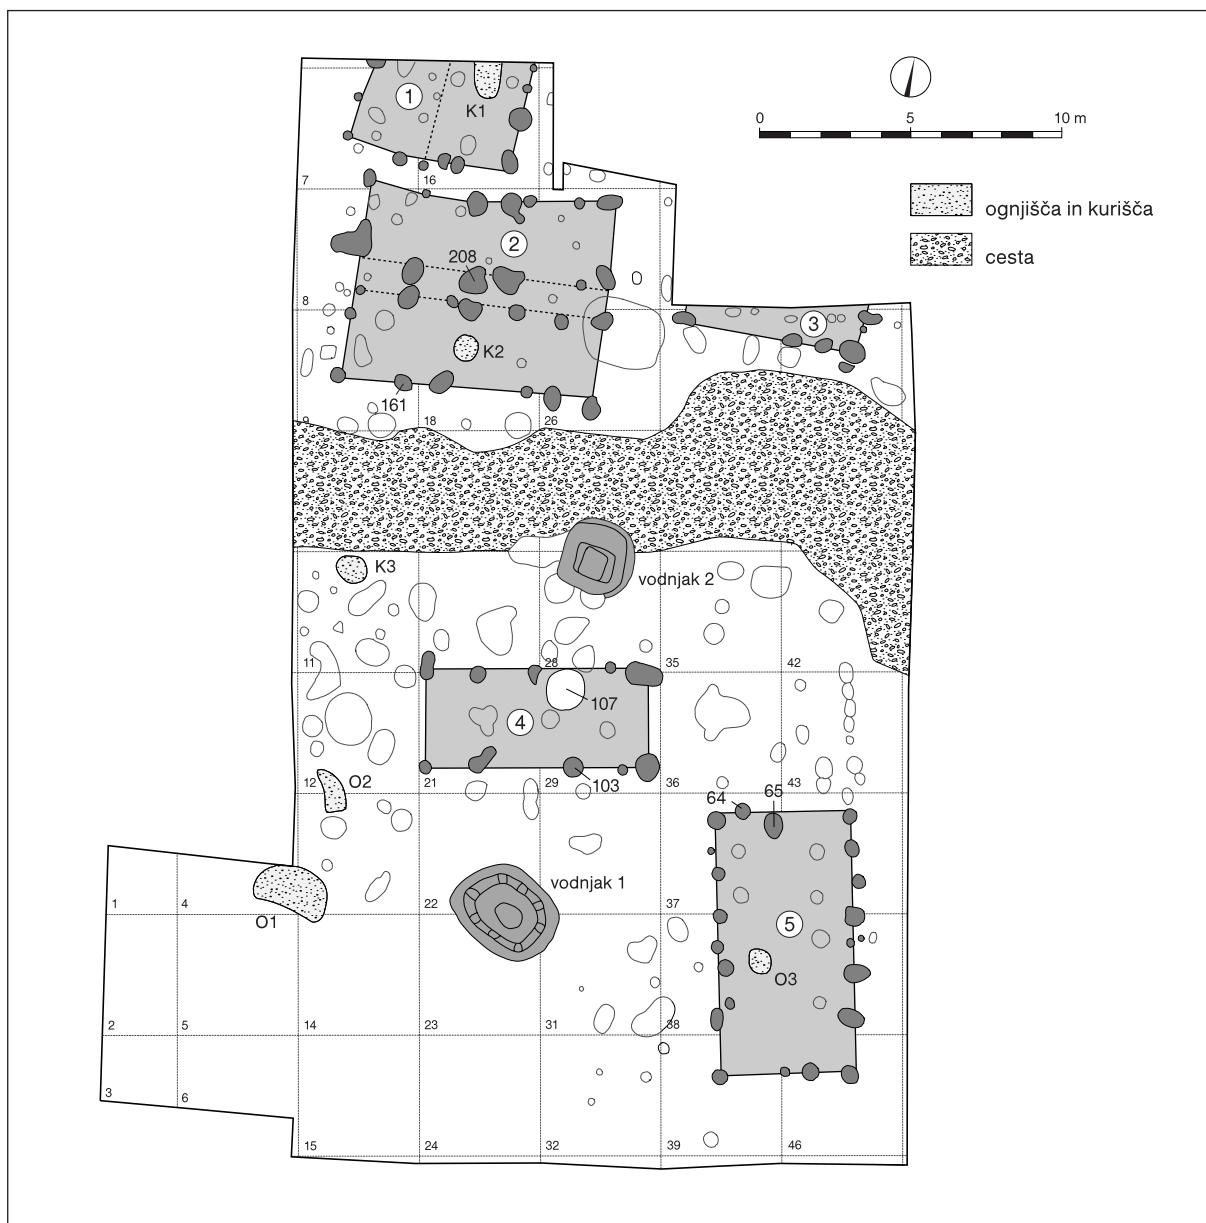 0 5 10 m
1
K1
7 16
2
208
ognjišča in kurišča
cesta
8
3
K2
161
9 18 26
K3
vodnjak 2
11 28 35 42
107
4
12 O2 21 29 103 36 43
64 65
vodnjak 1
1 4 22 37
O1
5
O3
2 5 14 23 31 38
3 6
15 24 32 39 46